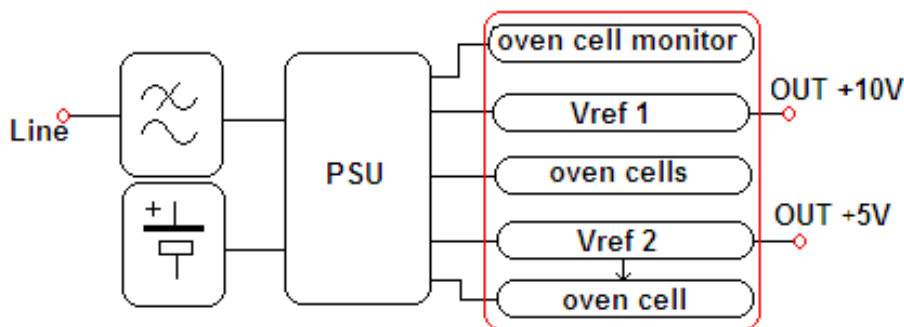 oven cell monitor
OUT +10V
Line
Vref 1
PSU
oven cells
+
OUT +5V
Vref 2
oven cell